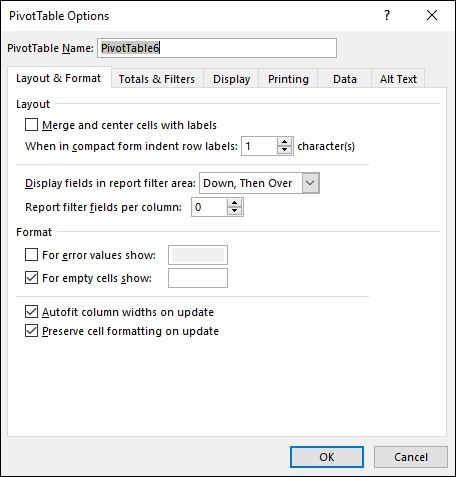 PivotTable Options
PivotTable Name: PivotTable6
Layout & Format Totals & Filters Display Printing Data Alt Text
Layout
Merge and center cells with labels
When in compact form indent row labels: 1 character(s)
Display fields in report filter area: Down, Then Over
Report filter fields per column: 0
Format
For error values show:
For empty cells show:
Autofit column widths on update
Preserve cell formatting on update
OK Cancel